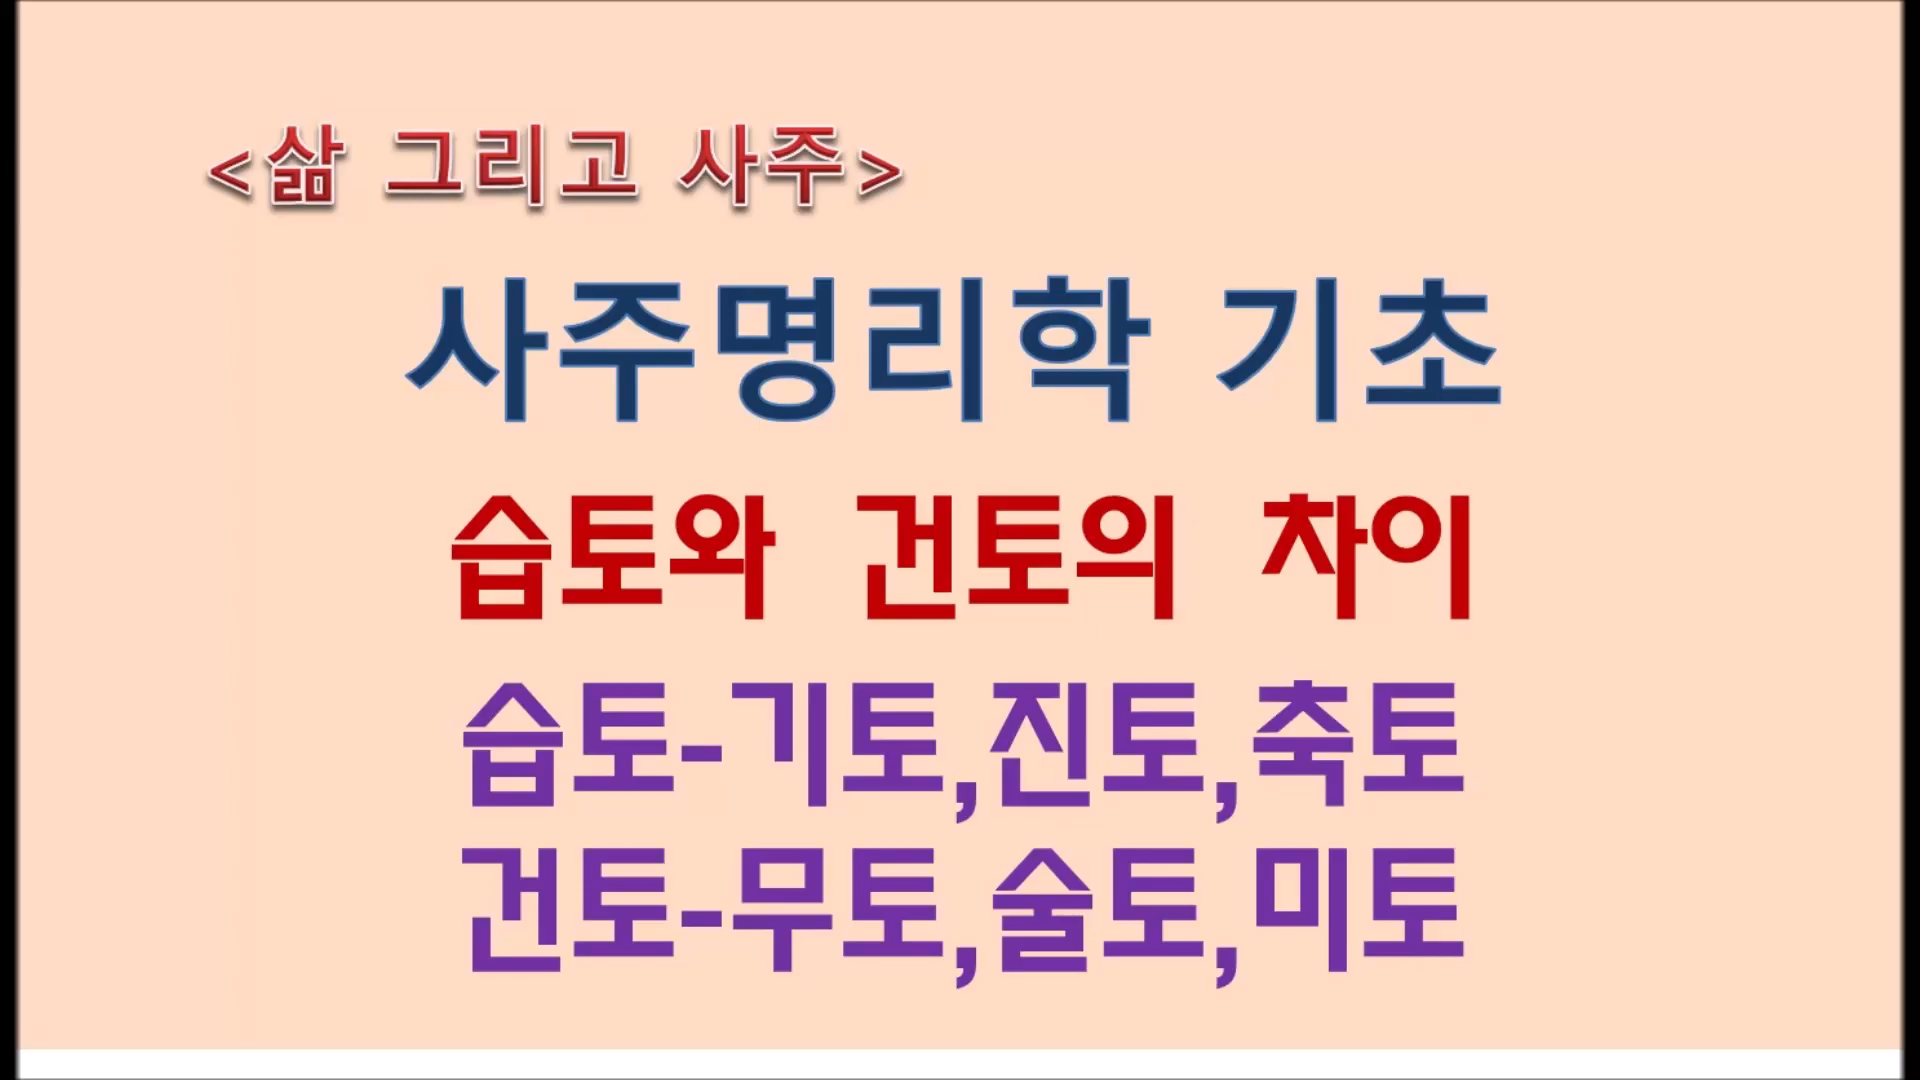 <삶 그리고 사주>
사주명리학 기초
습토와 건토의 차이
습토-기토,진토,축토
건토-무토,술토,미토